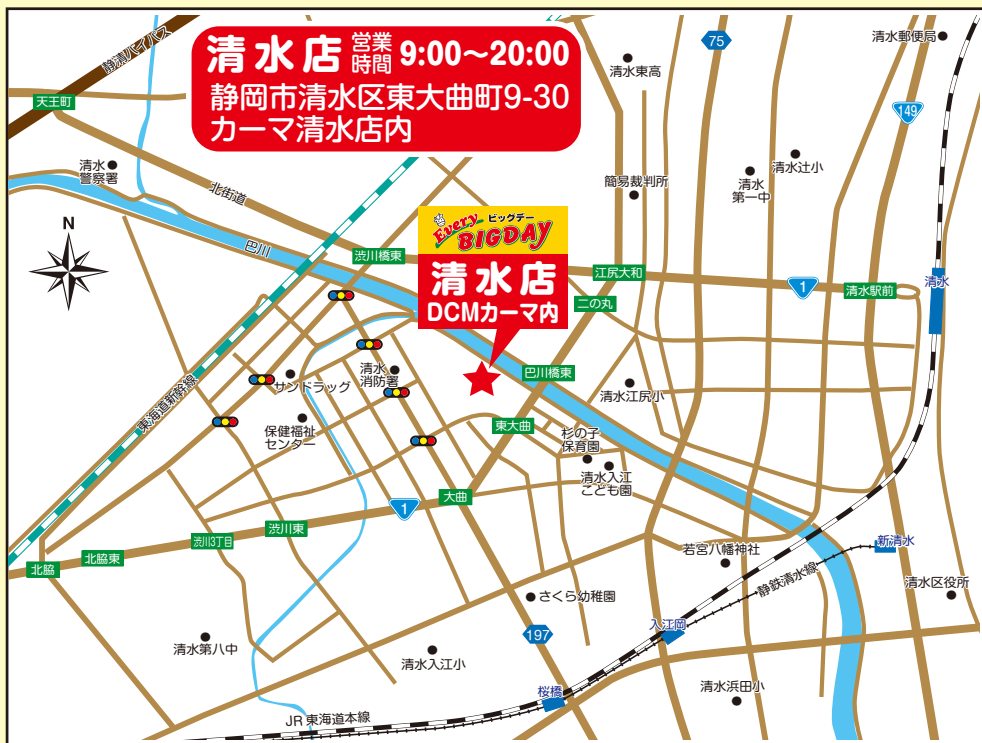 清水店 営業時間 9:00〜20:00
静岡市清水区東大曲町9-30
カーマ清水店内
静清バイパス
天王町
75
清水郵便局
清水東高
149
清水
警察署
北街道
簡易裁判所
清水
第一中
清水辻小
N
巴川
渋川橋東
Every
ビッグデー
BIGDAY
清水店
DCMカーマ内
江尻大和
二の丸
1
清水駅前
清水
東海道新幹線
サンドラッグ
清水
消防署
巴川橋東
清水江尻小
保健福祉
センター
東大曲
杉の子
保育園
清水入江
こども園
大曲
1
渋川東
渋川3丁目
北脇東
北脇
若宮八幡神社
新清水
静鉄清水線
清水区役所
さくら幼稚園
入江岡
197
清水第八中
清水入江小
桜橋
清水浜田小
JR東海道本線